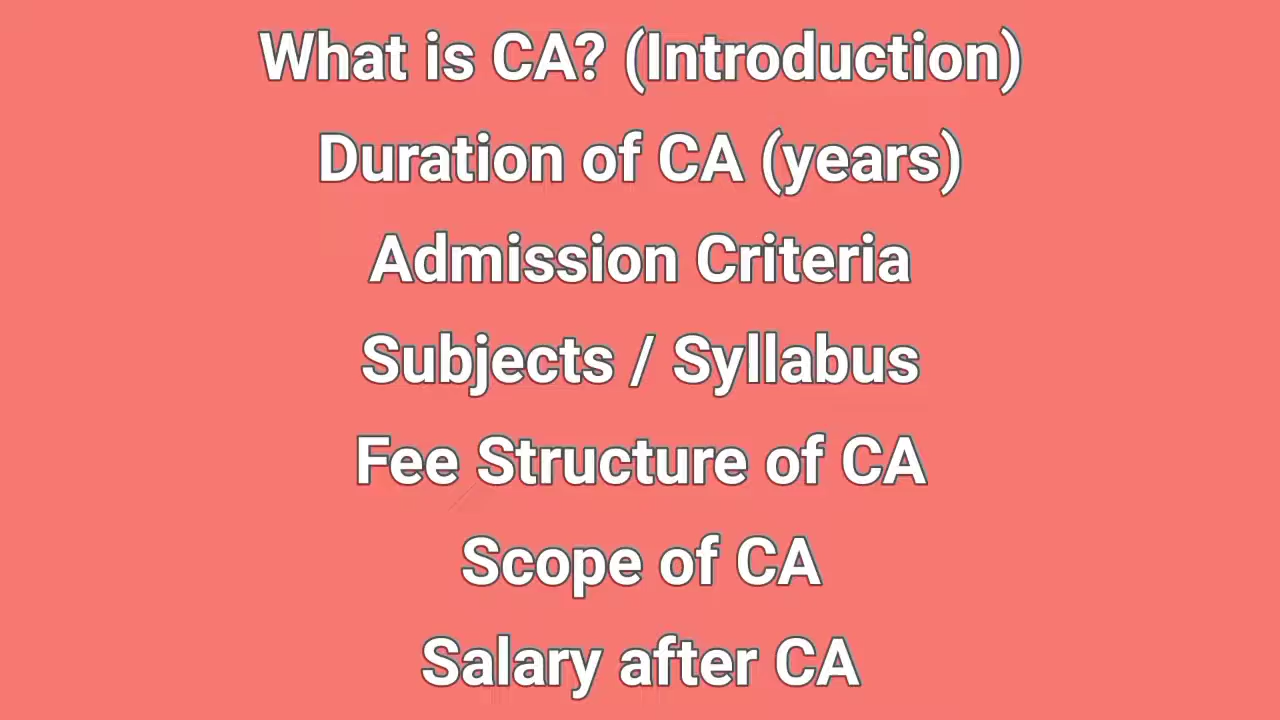 What is CA? (Introduction)
Duration of CA (years)
Admission Criteria
Subjects / Syllabus
Fee Structure of CA
Scope of CA
Salary after CA